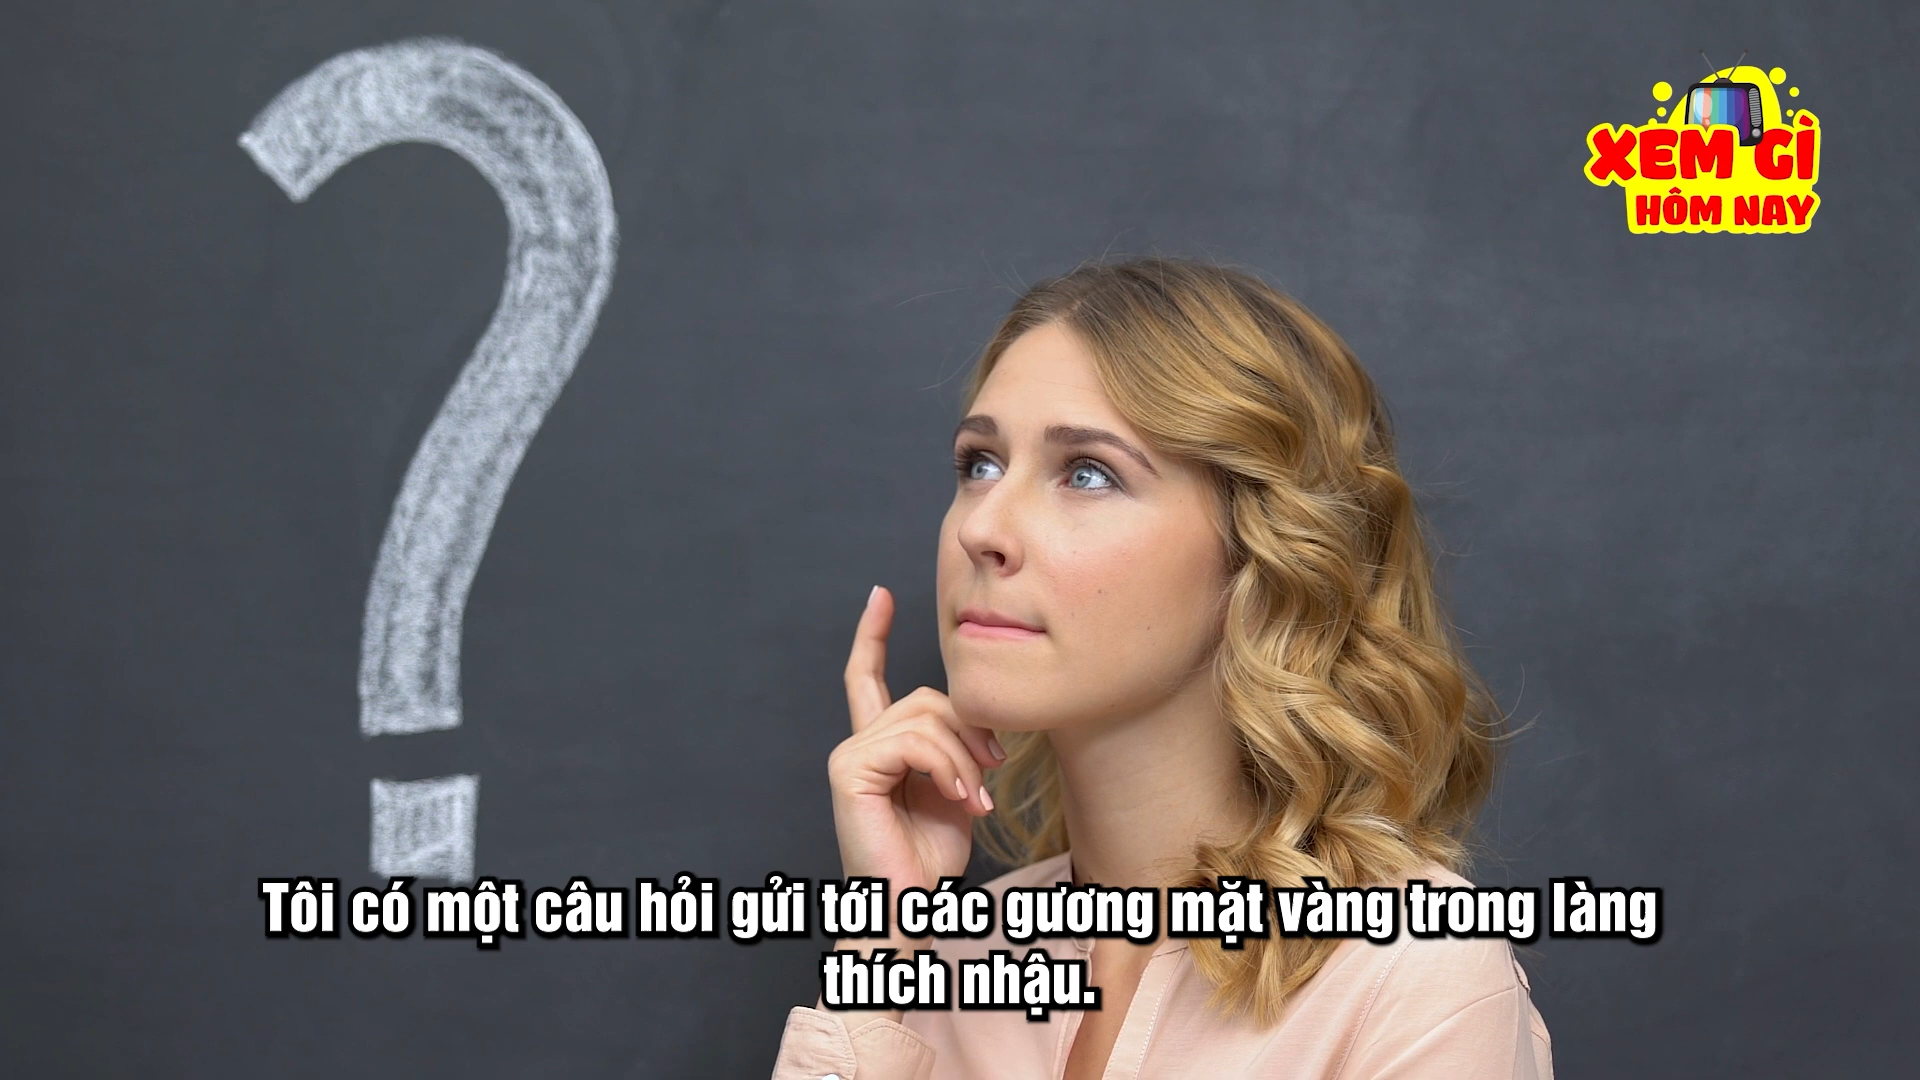 XEM GÌ
HÔM NAY
Tôi có một câu hỏi gửi tới các gương mặt vàng trong làng
thích nhậu.